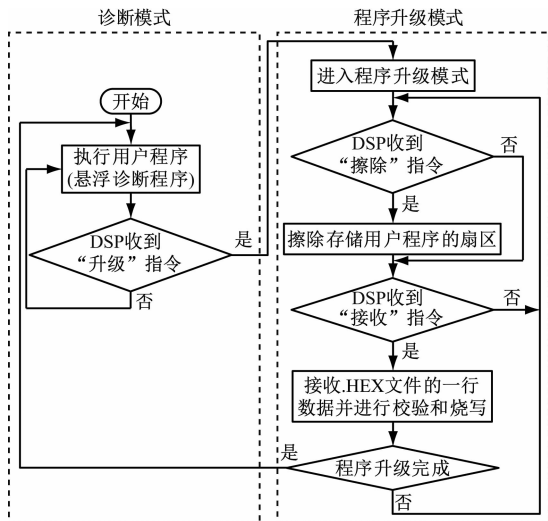 诊断模式
程序升级模式
开始
执行用户程序
(悬浮诊断程序)
DSP收到
“升级”指令
是
否
进入程序升级模式
DSP收到
“擦除”指令
否
是
擦除存储用户程序的扇区
DSP收到
“接收”指令
否
是
接收.HEX文件的一行
数据并进行校验和烧写
程序升级完成
是
否